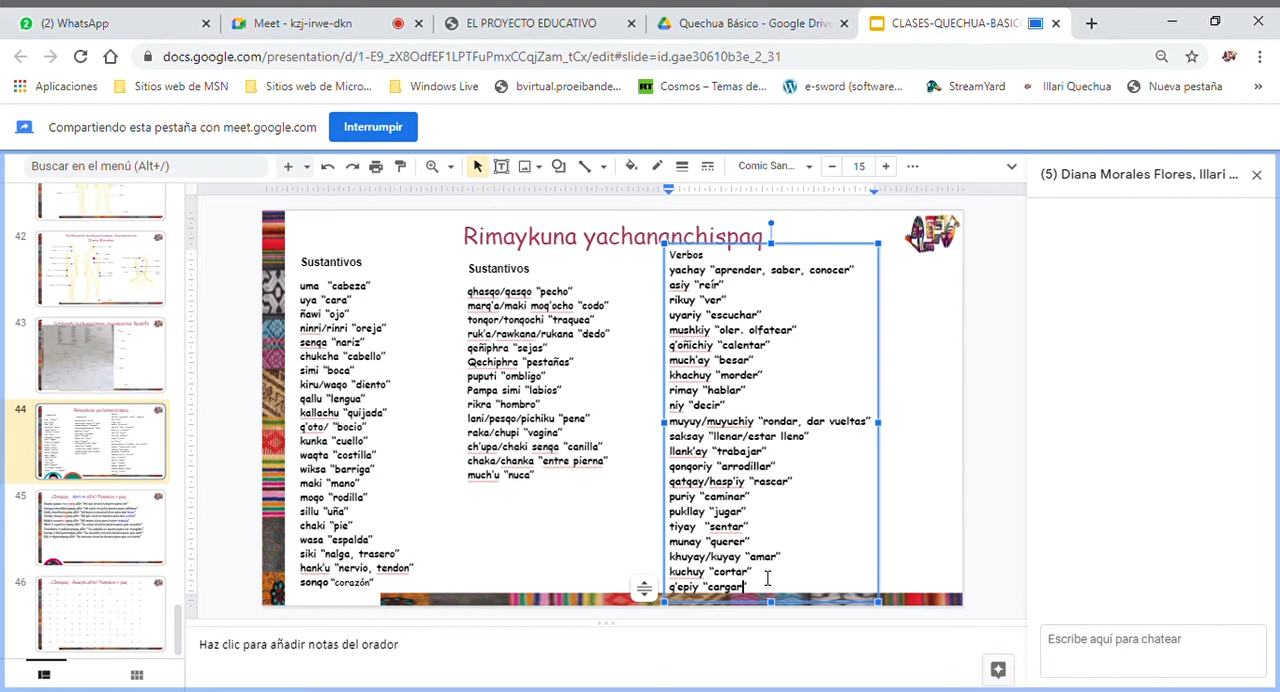 (3) WhatsApp
Meet - kzj-irwe-dkn
EL PROYECTO EDUCATIVO
Quechua Básico - Google Drive
CLASES-QUECHUA-BASICO
docs.google.com/presentation/d/1-E9_zX8OdfEF1LPTFuPmxCCqjZam_tCx/edit#slide=id.gae30610b3e_2_31
Aplicaciones
Sitios web de MSN
Sitios web de Micro...
Windows Live
bvirtual.proeibande...
Cosmos – Temas de...
e-sword (software...
StreamYard
Illari Quechua
Nueva pestaña
Compartiendo esta pestaña con meet.google.com
Interrumpir
Buscar en el menú (Alt+/)
Comic San...
15
(5) Diana Morales Flores, Illari ...
42
43
44
45
46
Rimaykuna yachananchispaq
Sustantivos
uma “cabeza”
uya “cara”
ñawi “ojo”
ninri/rinri “oreja”
senqa “nariz”
chukcha “cabello”
simi “boca”
kiru/waqo “diento”
qallu “lengua”
kallachu “quijada”
q'oto/ “bocio”
kunka “cuello”
waqta “costilla”
wiksa “barriga”
maki “mano”
moqo “rodilla”
sillu “uña”
chaki “pie”
wasa “espalda”
siki “nalga, trasero”
hank'u “nervio, tendon”
sonqo “corazón”
Sustantivos
qhasqo/qasqo “pecho”
marq'a/maki moq'ocho “codo”
tonqor/tonqochi “traquea”
ruk'a/rawkana/rukana “dedo”
qeñiphra “sejas”
Qechiphra “pestañas”
puputi “ombligo”
Pampa simi “labios”
rikra “hombro”
lani/pesqo/pichiku “pene”
raka/chupi “vagina”
chaki senqa “canilla”
chaka/chanka “entre pierna”
much'u “nuca”
Verbos
yachay “aprender, saber, conocer”
asiy “reír”
rikuy “ver”
uyariy “escuchar”
mushkiy “oler. olfatear”
q'oñichiy “calentar”
much'ay “besar”
khachuy “morder”
rimay “hablar”
niy “decir”
muyuy/muyuchiy “rondar, dar vueltas”
saksay “llenar/estar lleno”
llank'ay “trabajar”
qonqoriy “arrodillar”
qatqay/hasp'iy “rascar”
puriy “caminar”
pukllay “jugar”
tiyay “sentar”
munay “querer”
khuyay/kuyay “amar”
kuchuy “cortar”
q'epiy “cargar
Haz clic para añadir notas del orador
Escribe aquí para chatear